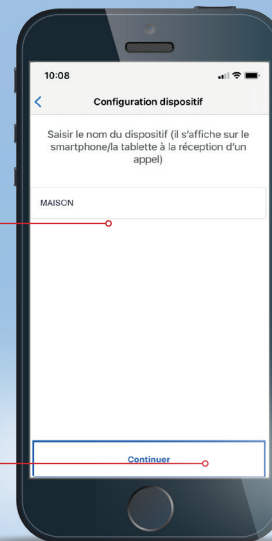 10:08
Configuration dispositif
Saisir le nom du dispositif (il s'affiche sur le
smartphone/la tablette à la réception d'un
appel)
MAISON
Continuer